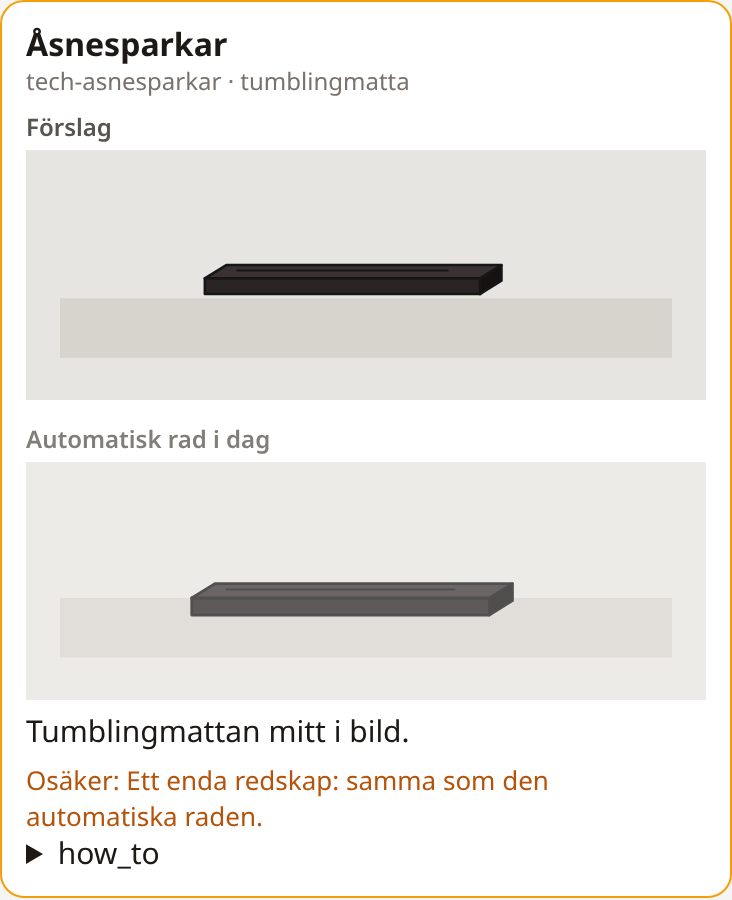 Åsnesparkar
tech-asnesparkar · tumblingmatta
Förslag
Automatisk rad i dag
Tumblingmattan mitt i bild.
Osäker: Ett enda redskap: samma som den
automatiska raden.
how_to